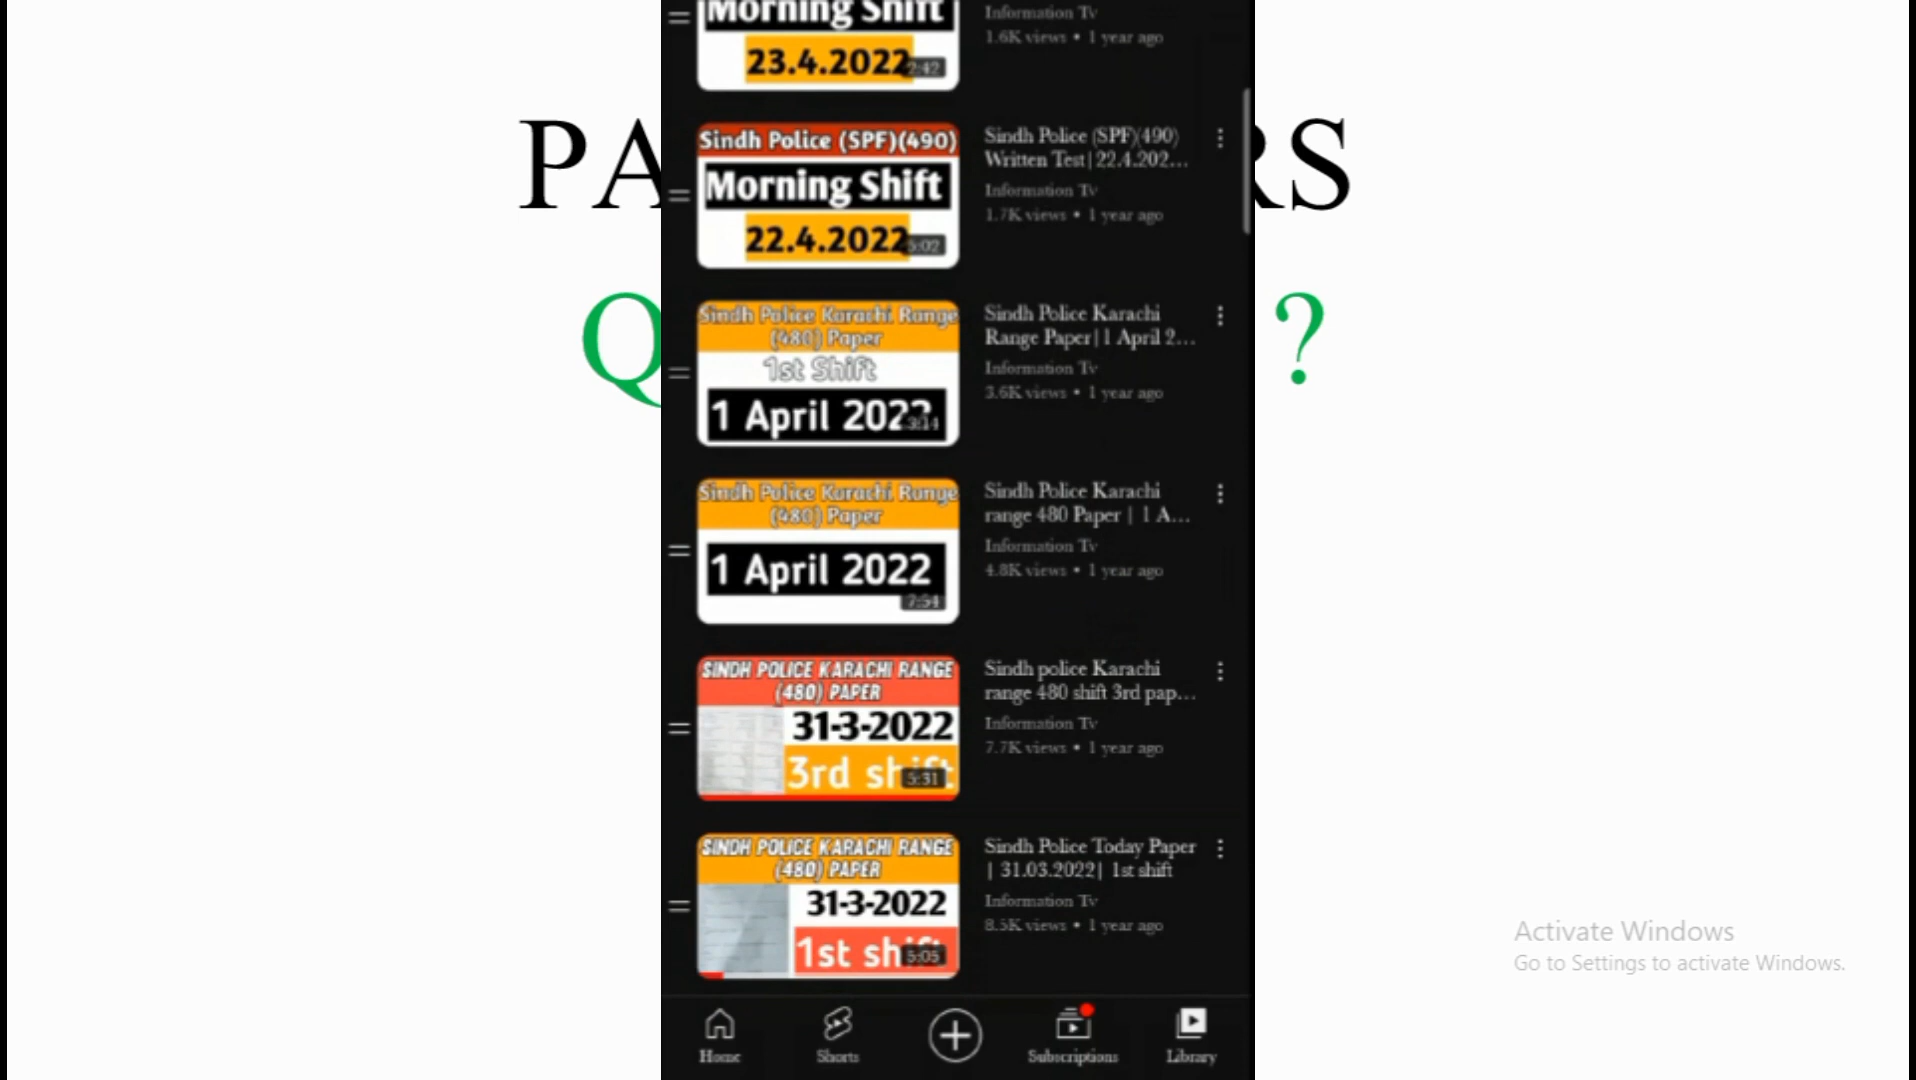 PA RS
Q ?
Morning Shift
23.4.2022
2:42
Information Tv
1.6K views • 1 year ago
Sindh Police (SPF)(490)
Morning Shift
22.4.2022
5:02
Sindh Police (SPF)(490)
Written Test| 22.4.202...
Information Tv
1.7K views • 1 year ago
Sindh Police Karachi Range
(480) Paper
1st Shift
1 April 2022
3:14
Sindh Police Karachi
Range Paper| 1 April 2...
Information Tv
3.6K views • 1 year ago
Sindh Police Karachi Range
(480) Paper
1 April 2022
7:54
Sindh Police Karachi
range 480 Paper | 1 A...
Information Tv
4.8K views • 1 year ago
SINDH POLICE KARACHI RANGE
(480) PAPER
31-3-2022
3rd shift
5:31
Sindh police Karachi
range 480 shift 3rd pap...
Information Tv
7.7K views • 1 year ago
SINDH POLICE KARACHI RANGE
(480) PAPER
31-3-2022
1st shift
5:05
Sindh Police Today Paper
| 31.03.2022| 1st shift
Information Tv
8.5K views • 1 year ago
Home
Shorts
Subscriptions
Library
Activate Windows
Go to Settings to activate Windows.